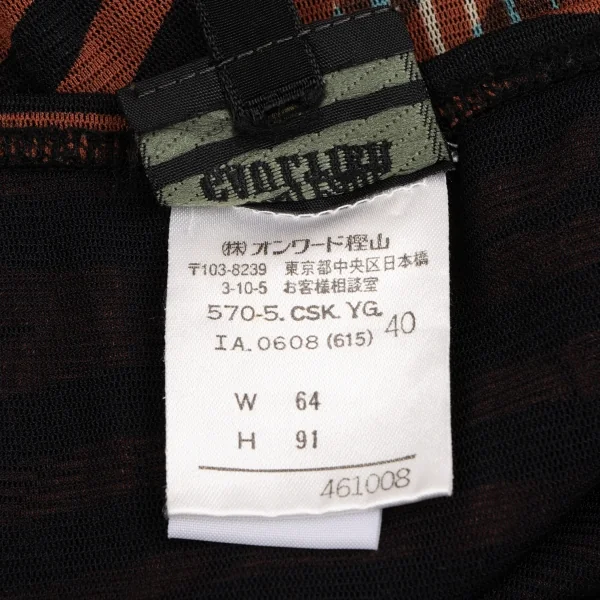 (株)オンワード樫山
〒103-8239 東京都中央区日本橋
3-10-5 お客様相談室
570-5. CSK. YG.
IA. 0608 (615) 40
W 64
H 91
461008